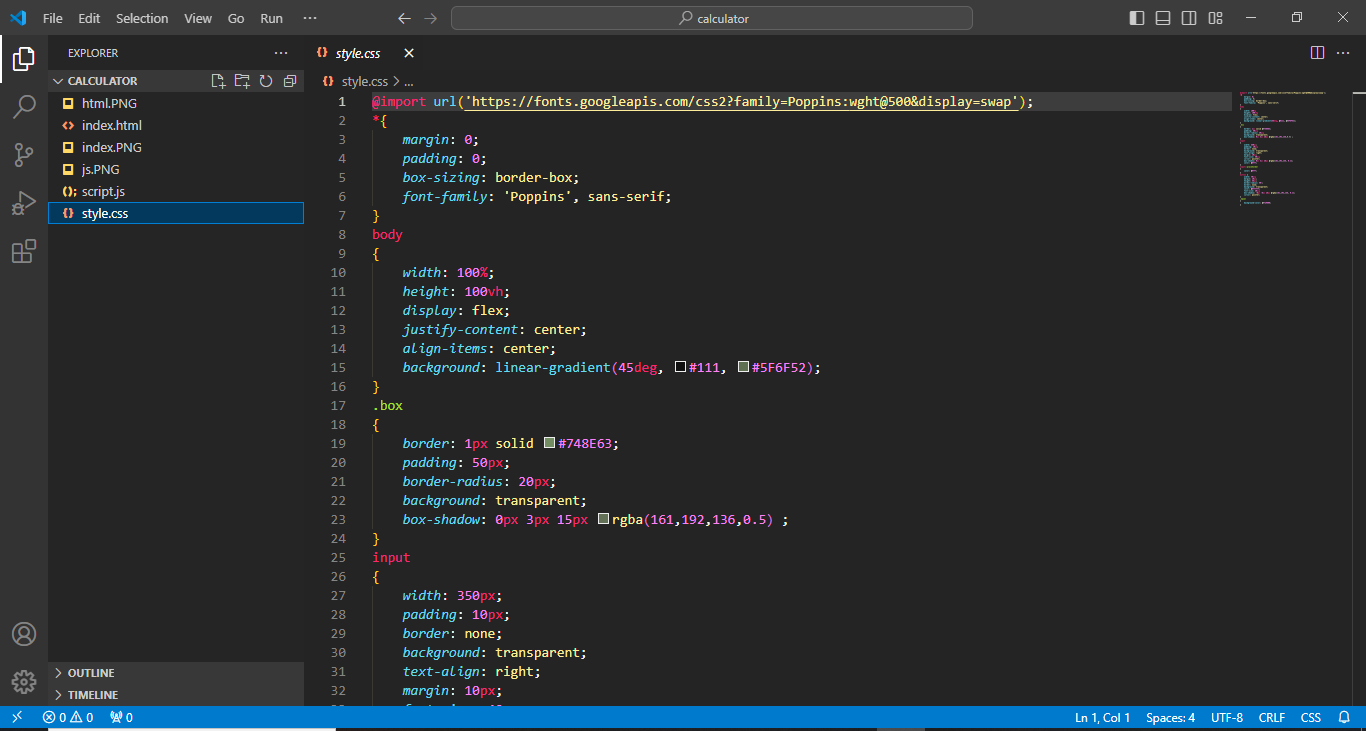 File Edit Selection View Go Run ··· calculator
EXPLORER ···
CALCULATOR
html.PNG
index.html
index.PNG
js.PNG
script.js
style.css
OUTLINE
TIMELINE
style.css
style.css > ...
1 @import url('https://fonts.googleapis.com/css2?family=Poppins:wght@500&display=swap');
2 *{
3 margin: 0;
4 padding: 0;
5 box-sizing: border-box;
6 font-family: 'Poppins', sans-serif;
7 }
8 body
9 {
10 width: 100%;
11 height: 100vh;
12 display: flex;
13 justify-content: center;
14 align-items: center;
15 background: linear-gradient(45deg, #111, #5F6F52);
16 }
17 .box
18 {
19 border: 1px solid #748E63;
20 padding: 50px;
21 border-radius: 20px;
22 background: transparent;
23 box-shadow: 0px 3px 15px rgba(161,192,136,0.5) ;
24 }
25 input
26 {
27 width: 350px;
28 padding: 10px;
29 border: none;
30 background: transparent;
31 text-align: right;
32 margin: 10px;
0 0 0
Ln 1, Col 1 Spaces: 4 UTF-8 CRLF CSS